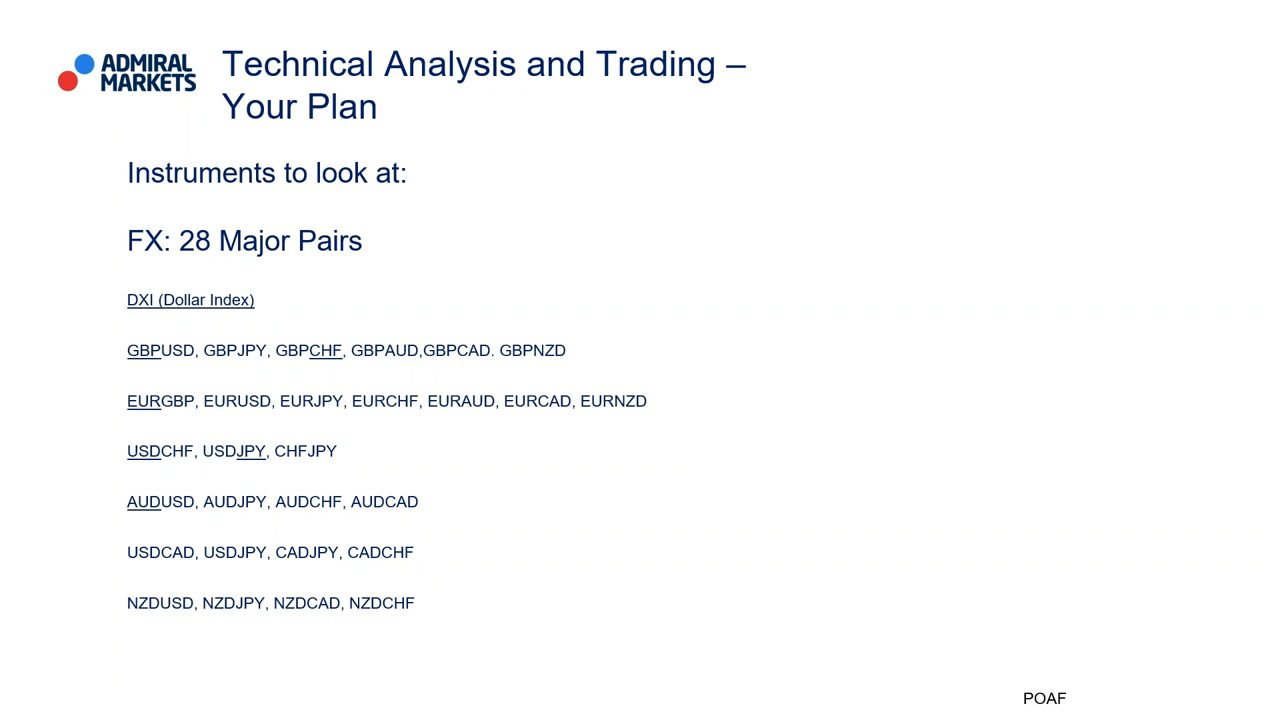 ADMIRAL
MARKETS
Technical Analysis and Trading –
Your Plan
Instruments to look at:
FX: 28 Major Pairs
DXI (Dollar Index)
GBPUSD, GBPJPY, GBPCHF, GBPAUD,GBPCAD. GBPNZD
EURGBP, EURUSD, EURJPY, EURCHF, EURAUD, EURCAD, EURNZD
USDCHF, USDJPY, CHFJPY
AUDUSD, AUDJPY, AUDCHF, AUDCAD
USDCAD, USDJPY, CADJPY, CADCHF
NZDUSD, NZDJPY, NZDCAD, NZDCHF
POAF